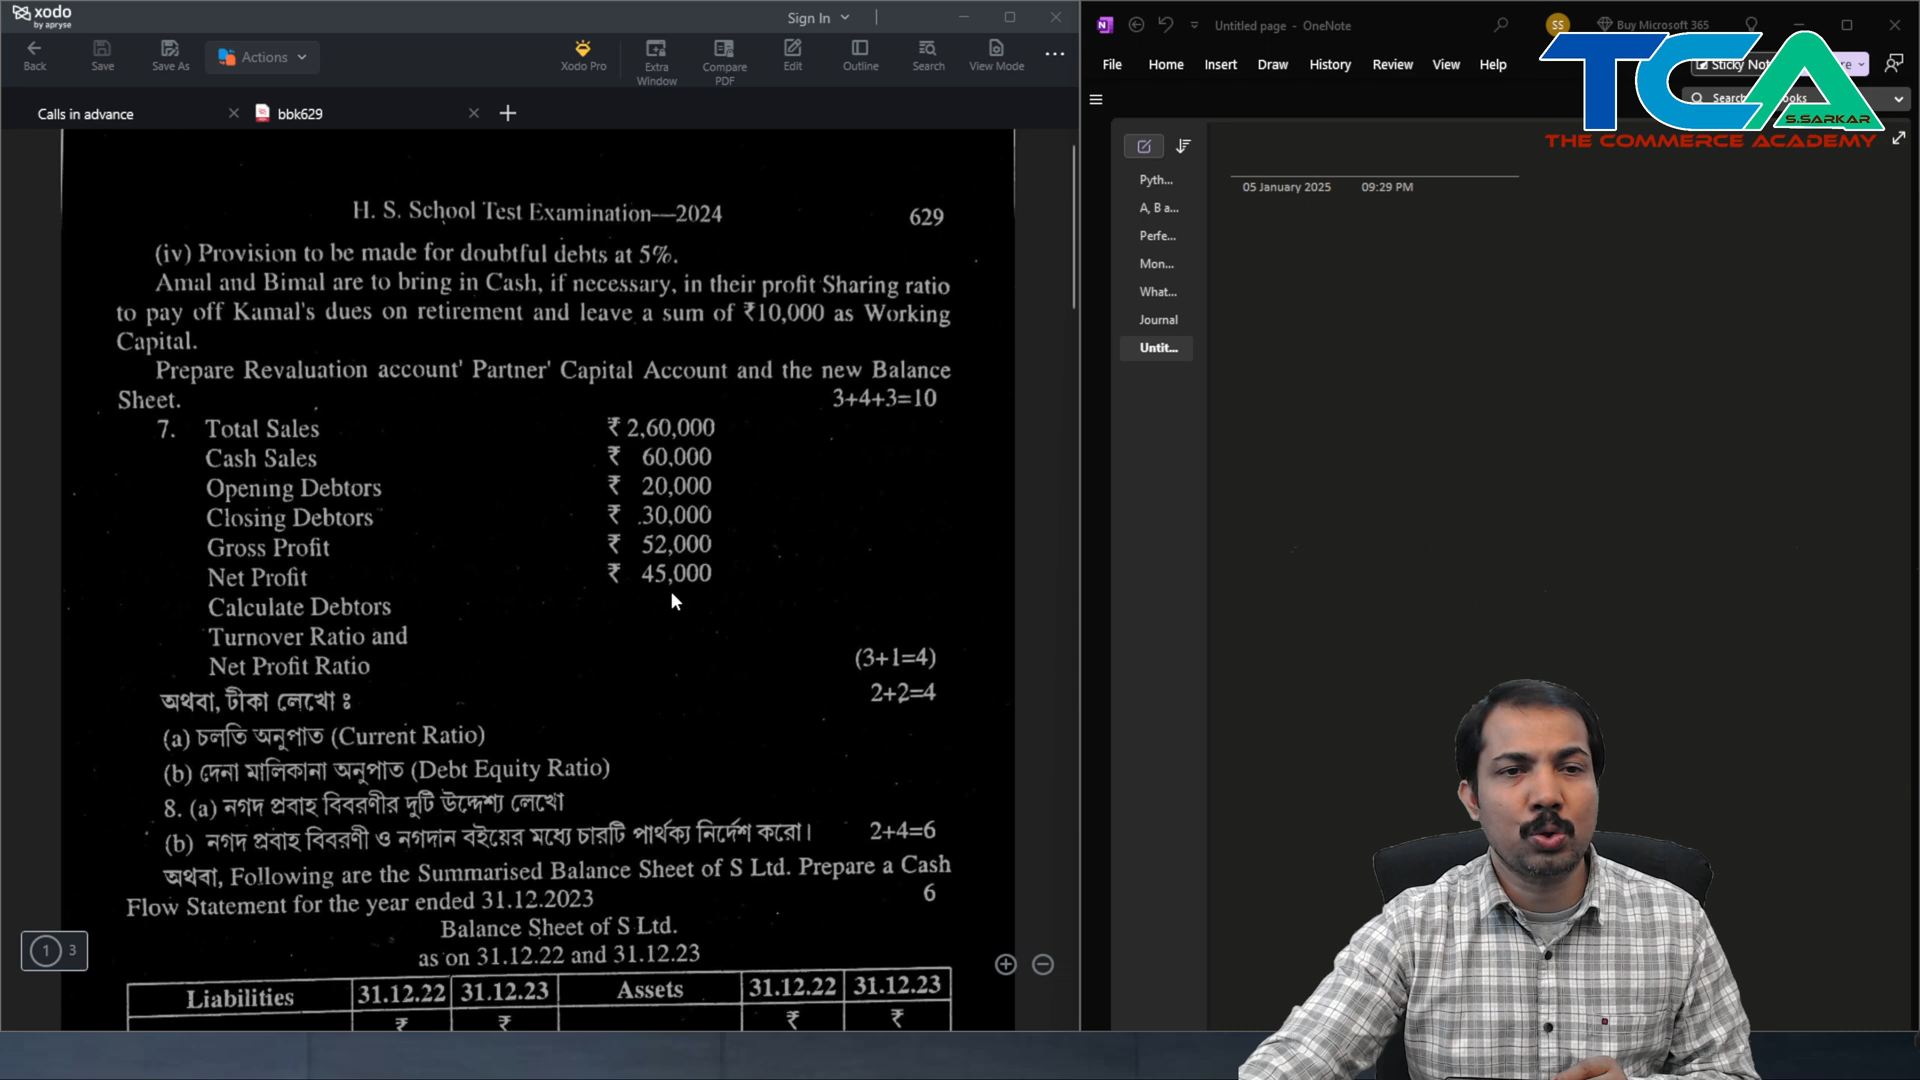 xodo
by apryse
Sign In
Back
Save
Save As
Actions
Xodo Pro
Extra Window
Compare PDF
Edit
Outline
Search
View Mode
Calls in advance
bbk629
H. S. School Test Examination—2024
629
(iv) Provision to be made for doubtful debts at 5%.
Amal and Bimal are to bring in Cash, if necessary, in their profit Sharing ratio
to pay off Kamal's dues on retirement and leave a sum of ₹10,000 as Working
Capital.
Prepare Revaluation account' Partner' Capital Account and the new Balance
Sheet. 3+4+3=10
7. Total Sales ₹ 2,60,000
Cash Sales ₹ 60,000
Opening Debtors ₹ 20,000
Closing Debtors ₹ 30,000
Gross Profit ₹ 52,000
Net Profit ₹ 45,000
Calculate Debtors
Turnover Ratio and
Net Profit Ratio (3+1=4)
অথবা, টীকা লেখো ঃ 2+2=4
(a) চলতি অনুপাত (Current Ratio)
(b) দেনা মালিকানা অনুপাত (Debt Equity Ratio)
8. (a) নগদ প্রবাহ বিবরণীর দুটি উদ্দেশ্য লেখো
(b) নগদ প্রবাহ বিবরণী ও নগদান বইয়ের মধ্যে চারটি পার্থক্য নির্দেশ করো। 2+4=6
অথবা, Following are the Summarised Balance Sheet of S Ltd. Prepare a Cash
Flow Statement for the year ended 31.12.2023 6
Balance Sheet of S Ltd.
as on 31.12.22 and 31.12.23
Liabilities 31.12.22 31.12.23 Assets 31.12.22 31.12.23
₹ ₹ ₹ ₹
1 3
Untitled page - OneNote
SS
Buy Microsoft 365
File
Home
Insert
Draw
History
Review
View
Help
Sticky
Search
TCA
S.SARKAR
THE COMMERCE ACADEMY
05 January 2025 09:29 PM
Pyth...
A, B a...
Perfe...
Mon...
What...
Journal
Untit...